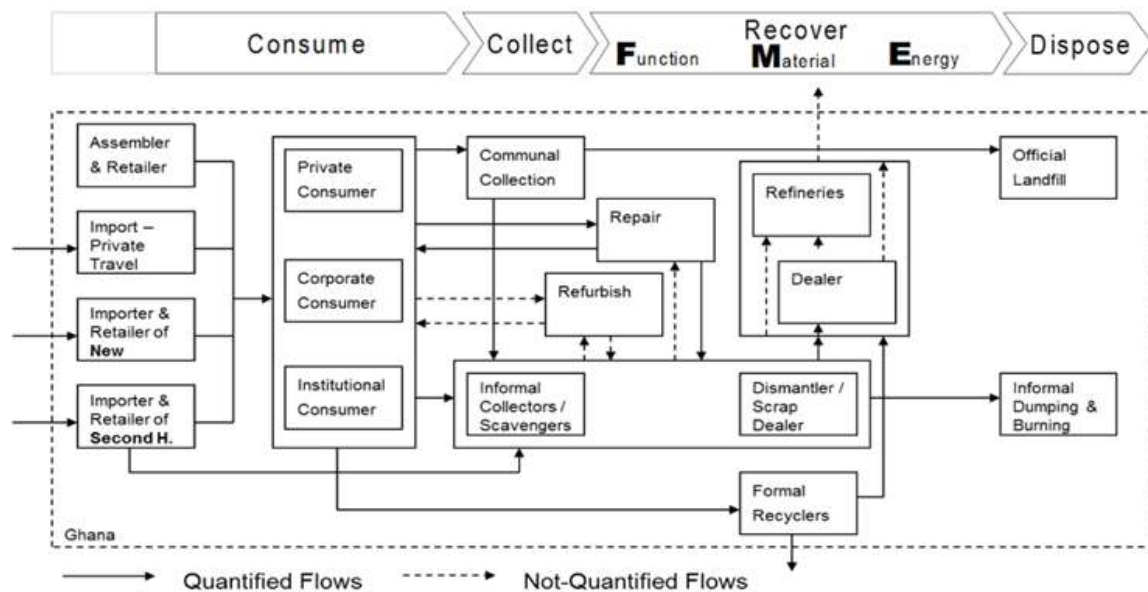 Consume
Collect
Recover
Function Material Energy
Dispose
Assembler
& Retailer
Import –
Private
Travel
Importer &
Retailer of
New
Importer &
Retailer of
Second H.
Private
Consumer
Corporate
Consumer
Institutional
Consumer
Communal
Collection
Repair
Refurbish
Informal
Collectors /
Scavengers
Refineries
Dealer
Dismantler /
Scrap
Dealer
Formal
Recyclers
Official
Landfill
Informal
Dumping &
Burning
Ghana
Quantified Flows
Not-Quantified Flows